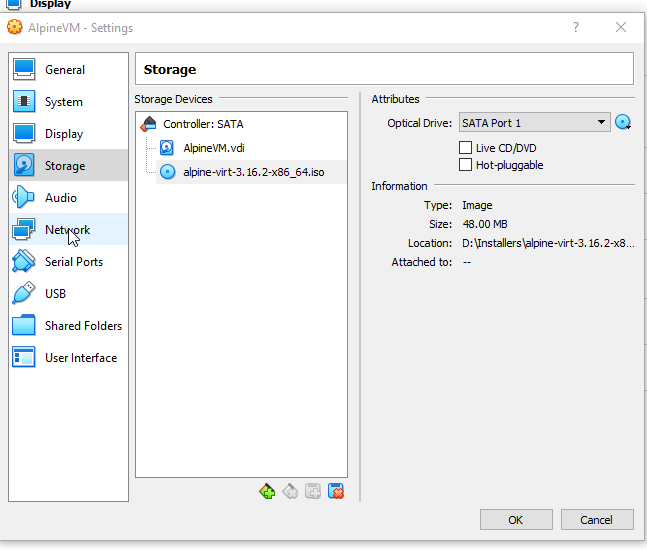 Display
AlpineVM - Settings
?
General
System
Display
Storage
Audio
Network
Serial Ports
USB
Shared Folders
User Interface
Storage
Storage Devices
Controller: SATA
AlpineVM.vdi
alpine-virt-3.16.2-x86_64.iso
Attributes
Optical Drive: SATA Port 1
Live CD/DVD
Hot-pluggable
Information
Type: Image
Size: 48.00 MB
Location: D:\Installers\alpine-virt-3.16.2-x8...
Attached to: --
OK Cancel